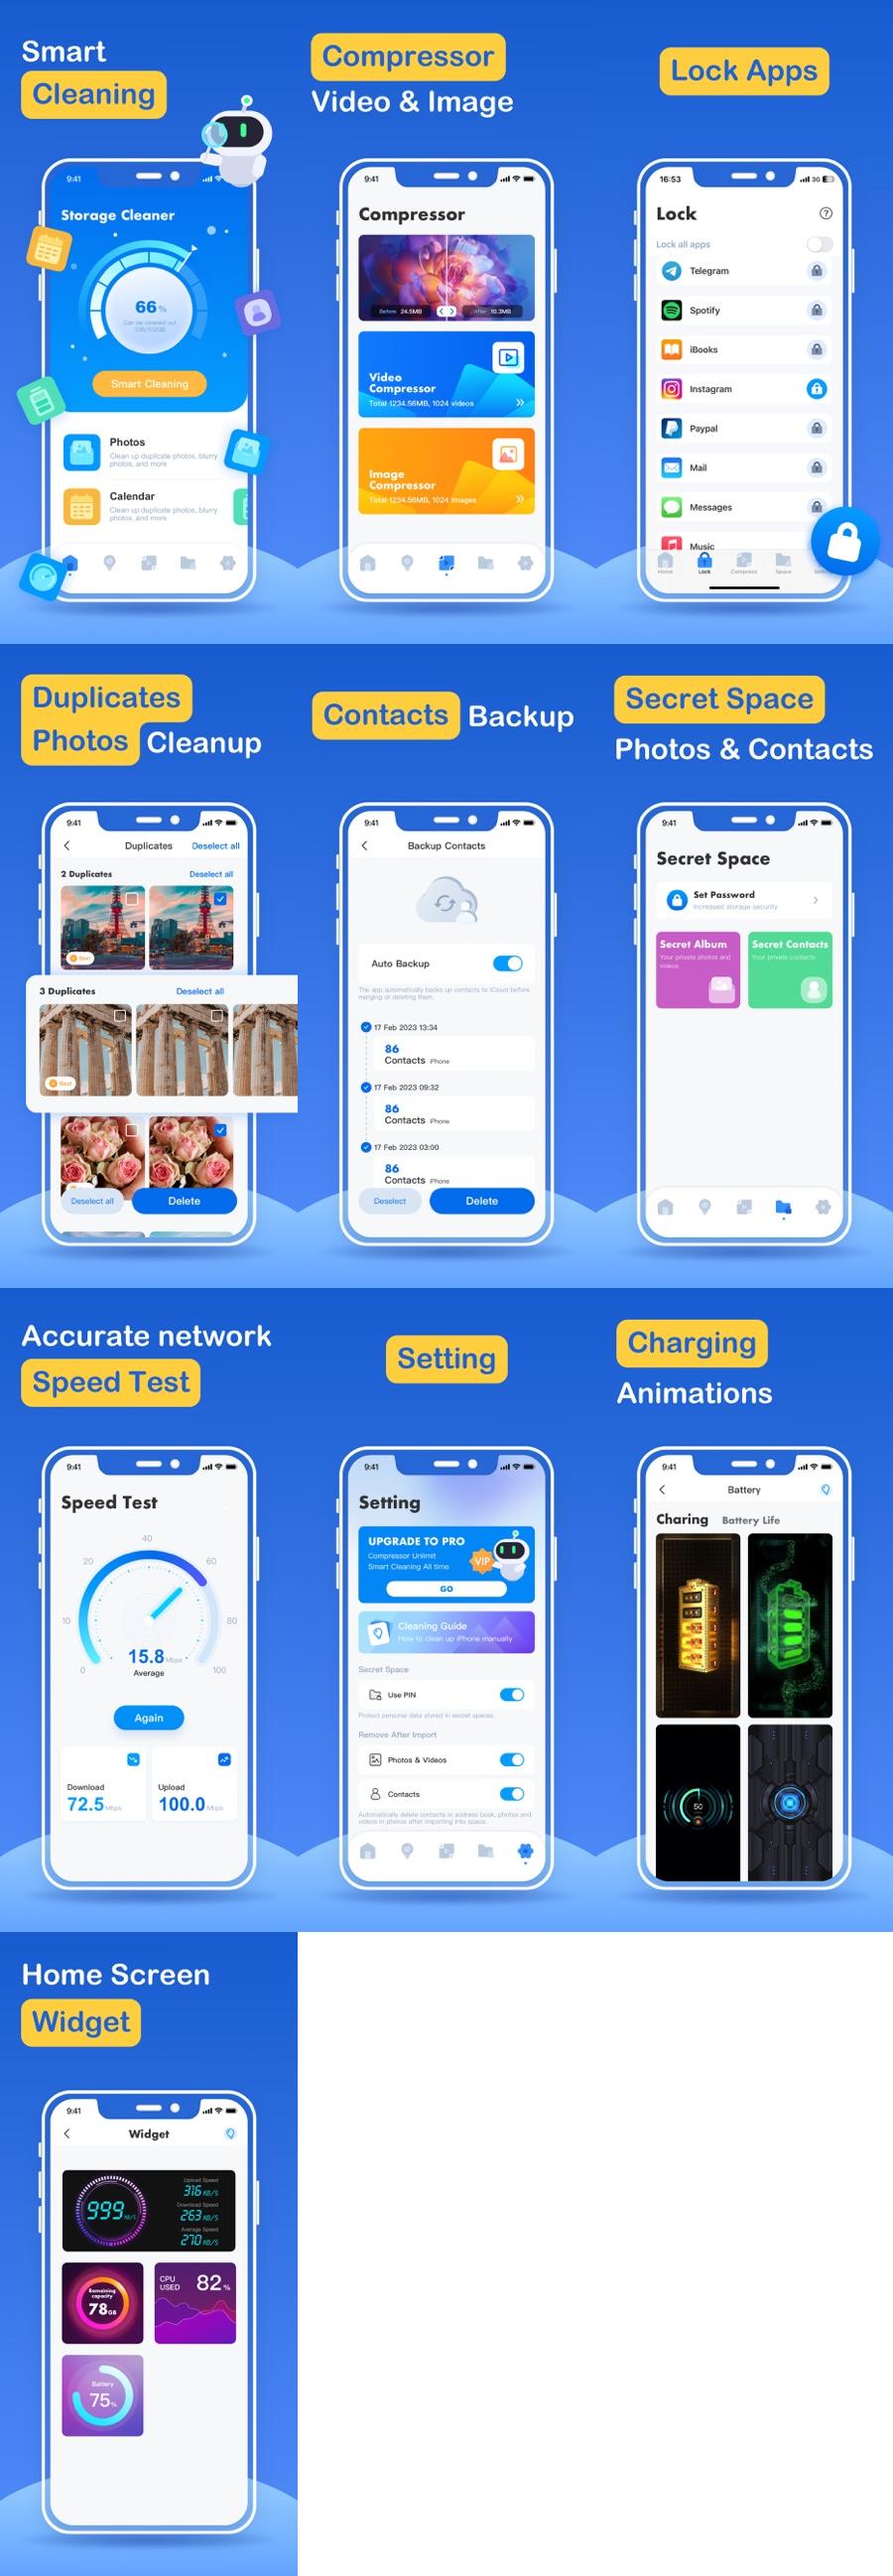 Smart
Cleaning
9:41
Storage Cleaner
66%
Can be cleaned out
Smart Cleaning
Photos
Clean up duplicate photos, blurry
photos, and more
Calendar
Clean up duplicate photos, blurry
photos, and more
Compressor
Video & Image
9:41
Compressor
Before 24.5MB
After 10.3MB
Video
Compressor
Total 1234.56MB, 1024 videos
Image
Compressor
Total 1234.56MB, 1024 images
Lock Apps
16:53
3G
Lock
Lock all apps
Telegram
Spotify
iBooks
Instagram
Paypal
Mail
Messages
Music
Home
Lock
Compress
Space
Duplicates
Photos Cleanup
9:41
Duplicates
Deselect all
2 Duplicates
Deselect all
Best
3 Duplicates
Deselect all
Best
Deselect all
Delete
Contacts Backup
9:41
Backup Contacts
Auto Backup
The app automatically backs up contacts to iCloud before
merging or deleting them.
17 Feb 2023 13:34
86
Contacts iPhone
17 Feb 2023 09:32
86
Contacts iPhone
17 Feb 2023 03:00
86
Contacts iPhone
Deselect
Delete
Secret Space
Photos & Contacts
9:41
Secret Space
Set Password
Increased storage security
Secret Album
Your private photos and
videos
Secret Contacts
Your private contacts
Accurate network
Speed Test
9:41
Speed Test
0
10
20
40
60
80
100
15.8 Mbps
Average
Again
Download
72.5 Mbps
Upload
100.0 Mbps
Setting
9:41
Setting
UPGRADE TO PRO
Compressor Unlimit
Smart Cleaning All time
VIP
GO
Cleaning Guide
How to clean up iPhone manually
Secret Space
Use PIN
Protect personal data stored in secret spaces.
Remove After Import
Photos & Videos
Contacts
Automatically delete contacts in address book, photos and
videos in photos after importing into space.
Charging
Animations
9:41
Battery
Charing
Battery Life
50
Home Screen
Widget
9:41
Widget
999 KB/S
Upload Speed
316 KB/S
Download Speed
263 KB/S
Average Speed
270 KB/S
Remaining
capacity
78GB
CPU
USED
82%
Battery
75%